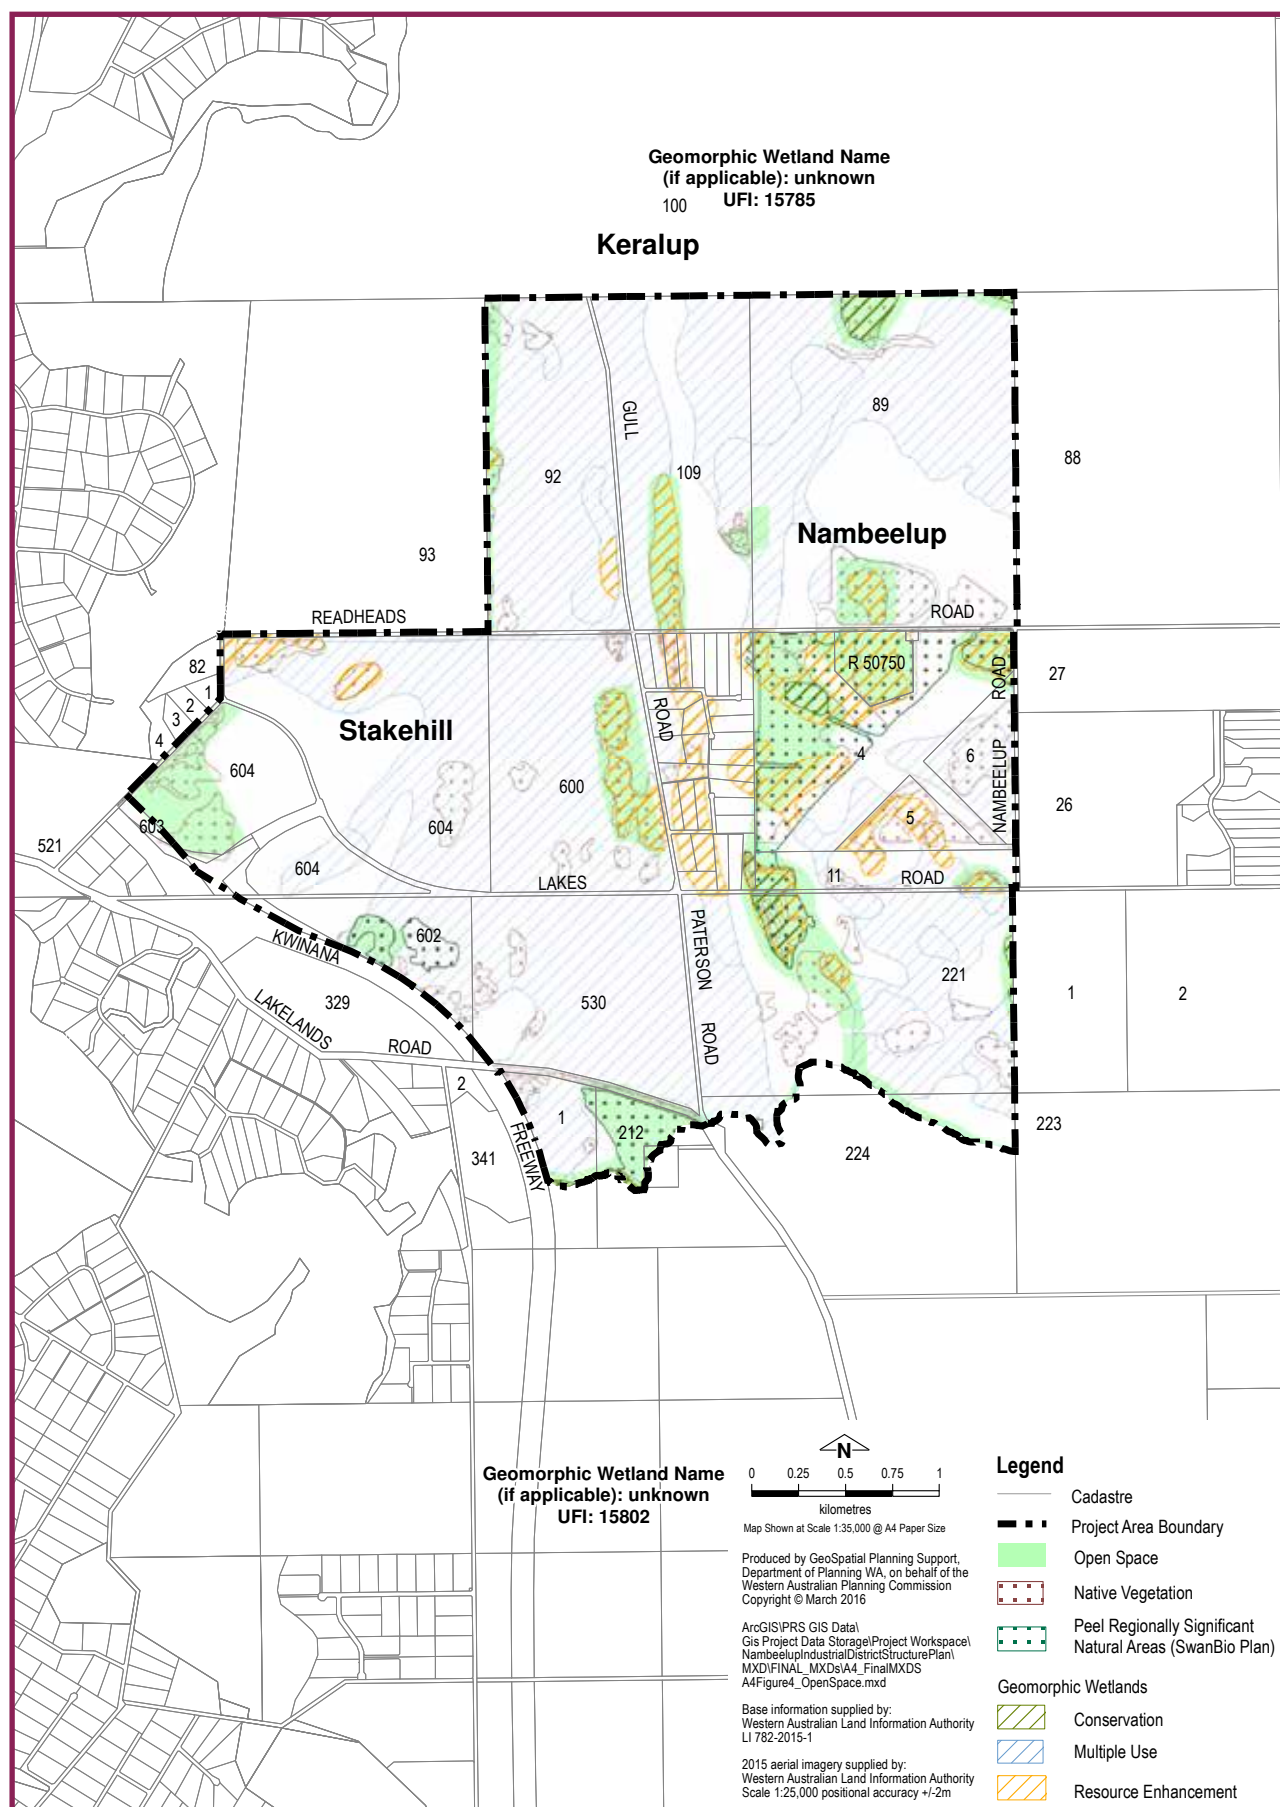 Geomorphic Wetland Name
(if applicable): unknown
UFI: 15785
100
Keralup
GULL
89
92
109
88
Nambeelup
93
READHEADS
ROAD
82
1
2
3
4
R 50750
ROAD
27
Stakehill
ROAD
604
600
4
6
NAMBEELUP
26
603
604
5
521
604
LAKES
11
ROAD
602
KWINANA
PATERSON
221
329
530
1
2
LAKELANDS
ROAD
ROAD
2
1
212
FREEWAY
341
224
223
N
Geomorphic Wetland Name
(if applicable): unknown
UFI: 15802
0 0.25 0.5 0.75 1
kilometres
Map Shown at Scale 1:35,000 @ A4 Paper Size
Produced by GeoSpatial Planning Support,
Department of Planning WA, on behalf of the
Western Australian Planning Commission
Copyright © March 2016
ArcGIS\PRS GIS Data\
Gis Project Data Storage\Project Workspace\
NambeelupIndustrialDistrictStructurePlan\
MXD\FINAL_MXDs\A4_FinalMXDS
A4Figure4_OpenSpace.mxd
Base information supplied by:
Western Australian Land Information Authority
LI 782-2015-1
2015 aerial imagery supplied by:
Western Australian Land Information Authority
Scale 1:25,000 positional accuracy +/-2m
Legend
Cadastre
Project Area Boundary
Open Space
Native Vegetation
Peel Regionally Significant
Natural Areas (SwanBio Plan)
Geomorphic Wetlands
Conservation
Multiple Use
Resource Enhancement